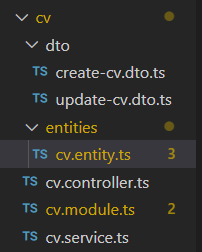 cv
dto
TS create-cv.dto.ts
TS update-cv.dto.ts
entities
TS cv.entity.ts 3
TS cv.controller.ts
TS cv.module.ts 2
TS cv.service.ts